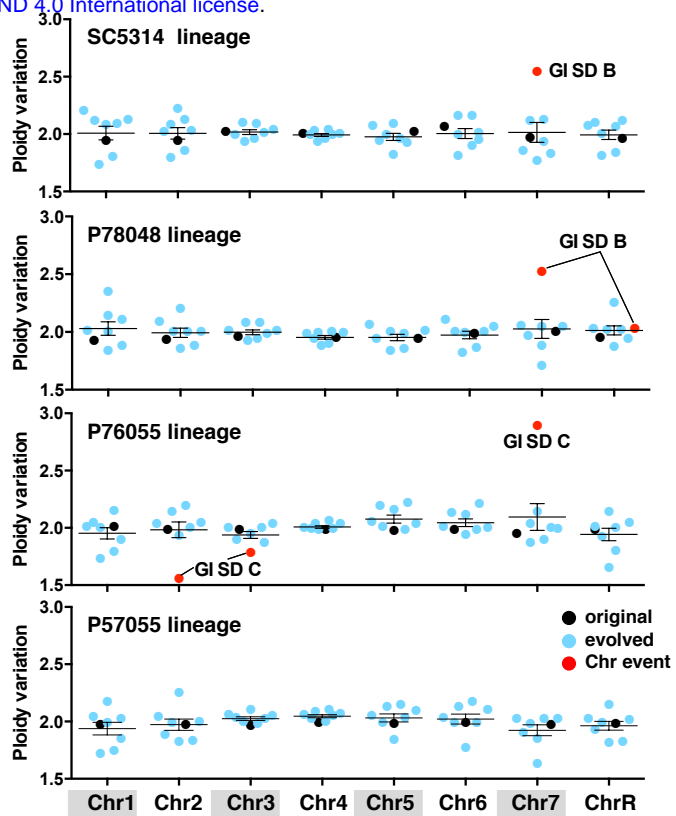 ND 4.0 International license.
3.0
SC5314 lineage
2.5
GI SD B
2.0
1.5
Ploidy variation
3.0
P78048 lineage
GI SD B
2.5
2.0
1.5
Ploidy variation
3.0
P76055 lineage
GI SD C
2.5
2.0
GI SD C
1.5
Ploidy variation
3.0
P57055 lineage
original
evolved
Chr event
2.5
2.0
1.5
Ploidy variation
Chr1 Chr2 Chr3 Chr4 Chr5 Chr6 Chr7 ChrR